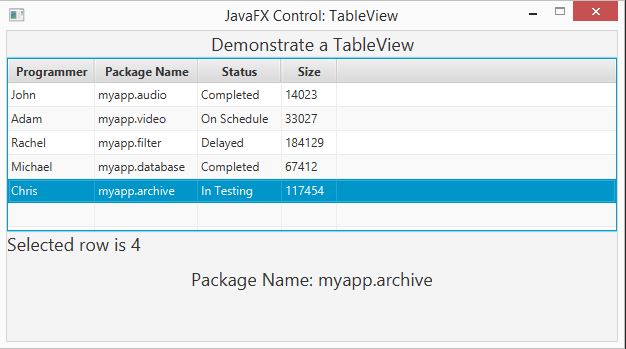 JavaFX Control: TableView
Demonstrate a TableView
Programmer Package Name Status Size
John myapp.audio Completed 14023
Adam myapp.video On Schedule 33027
Rachel myapp.filter Delayed 184129
Michael myapp.database Completed 67412
Chris myapp.archive In Testing 117454
Selected row is 4
Package Name: myapp.archive